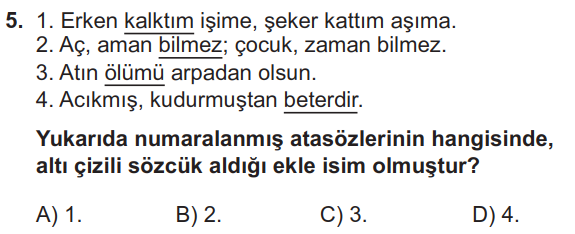 5. 1. Erken kalktım işime, şeker kattım aşıma.
2. Aç, aman bilmez; çocuk, zaman bilmez.
3. Atın ölümü arpadan olsun.
4. Acıkmış, kudurmuştan beterdir.
Yukarıda numaralanmış atasözlerinin hangisinde,
altı çizili sözcük aldığı ekle isim olmuştur?
A) 1. B) 2. C) 3. D) 4.